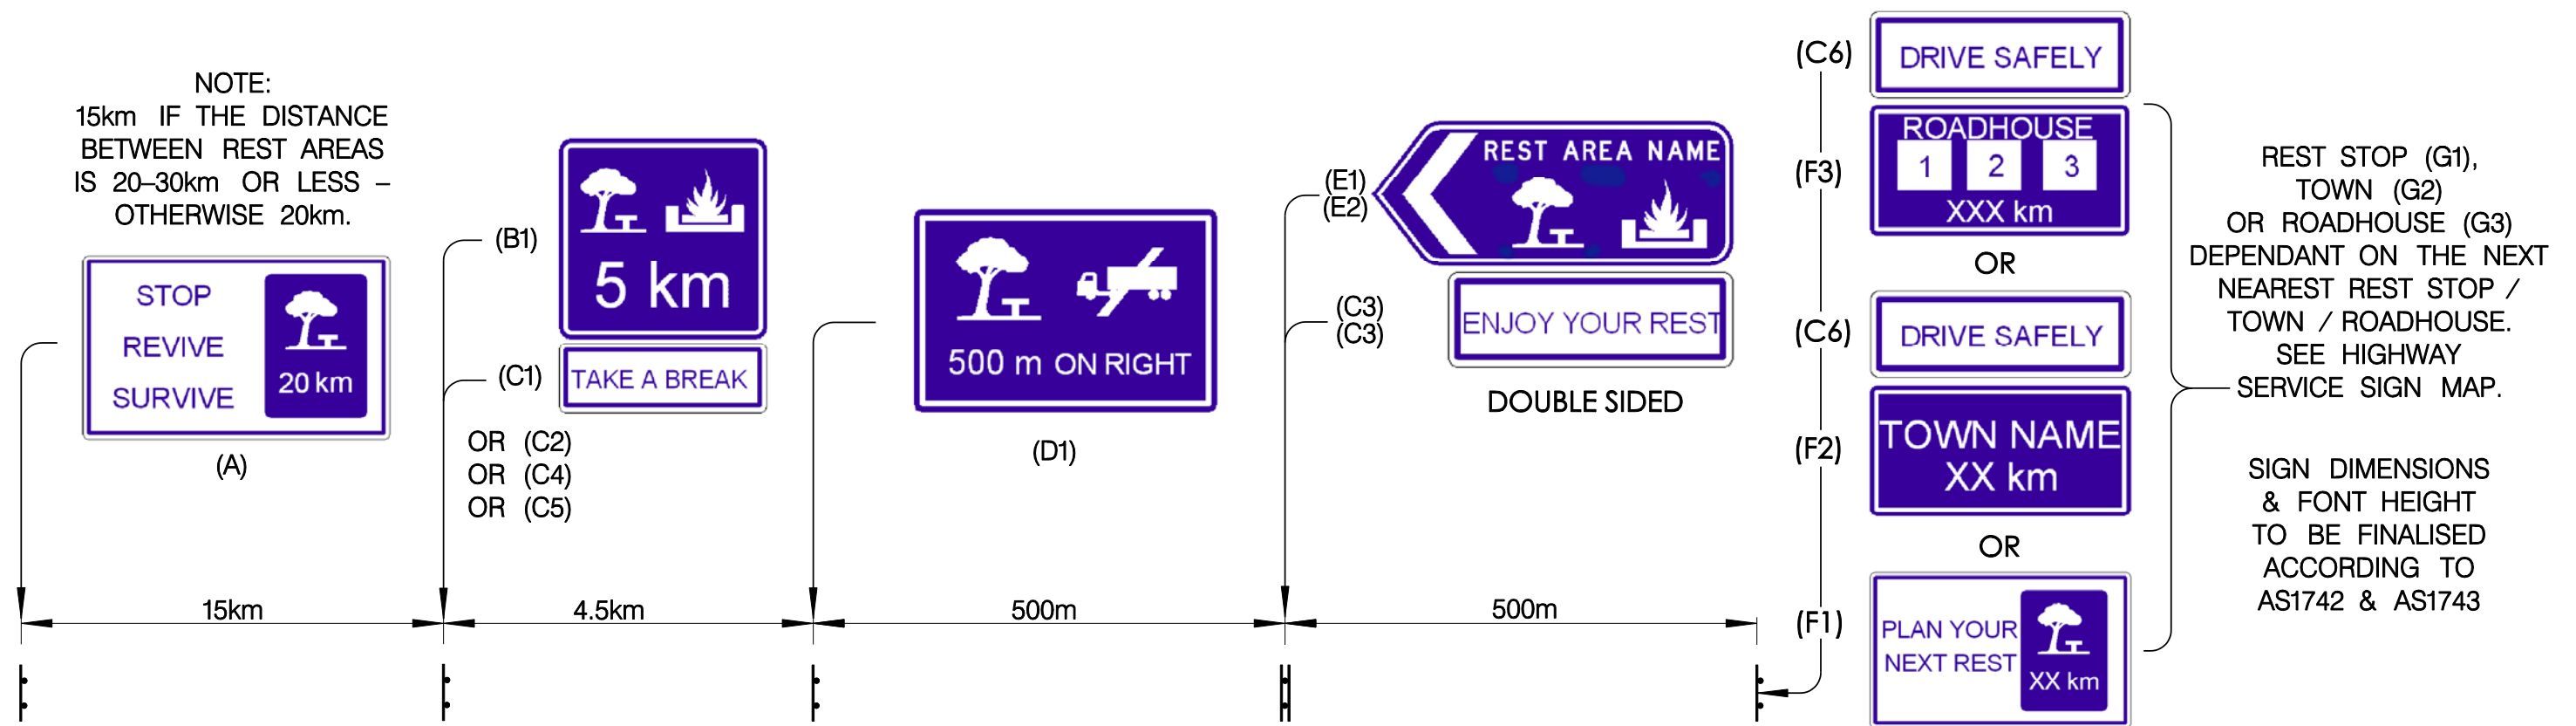 NOTE:
15km IF THE DISTANCE
BETWEEN REST AREAS
IS 20–30km OR LESS –
OTHERWISE 20km.
STOP
REVIVE
SURVIVE
20 km
(A)
(B1)
5 km
(C1)
TAKE A BREAK
OR (C2)
OR (C4)
OR (C5)
500 m ON RIGHT
(D1)
(E1)
(E2)
REST AREA NAME
(C3)
(C3)
ENJOY YOUR REST
DOUBLE SIDED
(C6)
DRIVE SAFELY
(F3)
ROADHOUSE
1 2 3
XXX km
OR
(C6)
DRIVE SAFELY
(F2)
TOWN NAME
XX km
OR
(F1)
PLAN YOUR
NEXT REST
XX km
REST STOP (G1),
TOWN (G2)
OR ROADHOUSE (G3)
DEPENDANT ON THE NEXT
NEAREST REST STOP /
TOWN / ROADHOUSE.
SEE HIGHWAY
SERVICE SIGN MAP.
SIGN DIMENSIONS
& FONT HEIGHT
TO BE FINALISED
ACCORDING TO
AS1742 & AS1743
15km
4.5km
500m
500m